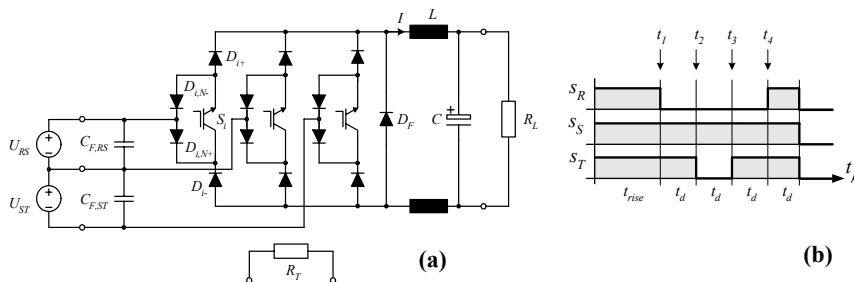 I
L
D_{i+}
D_{i,N-}
S_i
D_F
C
+
R_L
U_{RS}
C_{F,RS}
D_{i,N+}
D_{i-}
U_{ST}
C_{F,ST}
R_T
(a)
t_1 t_2 t_3 t_4
s_R
s_S
s_T
t_{rise} t_d t_d t_d t_d
(b)